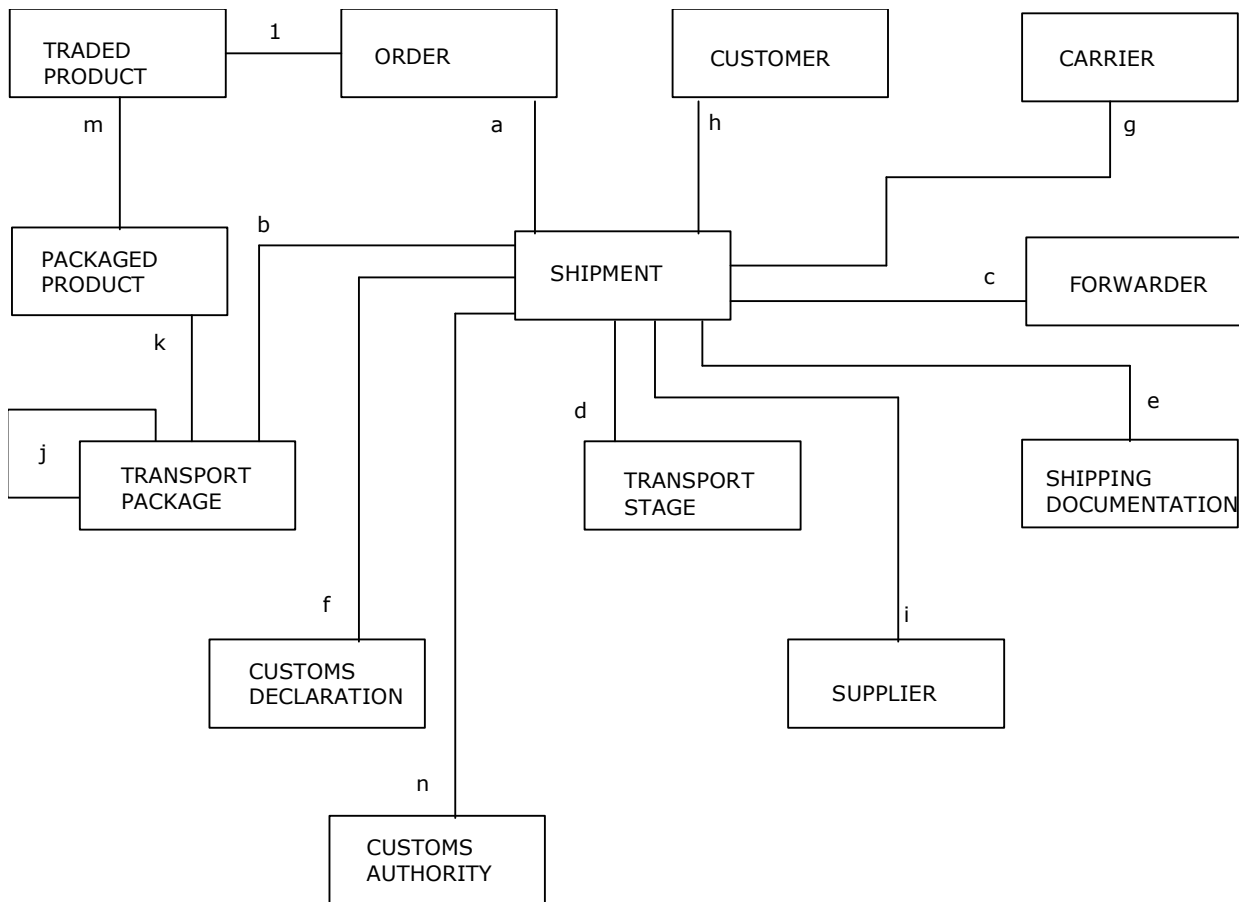 1
TRADED
PRODUCT
ORDER
CUSTOMER
CARRIER
m
a
h
g
b
PACKAGED
PRODUCT
SHIPMENT
c
FORWARDER
k
d
e
j
TRANSPORT
PACKAGE
TRANSPORT
STAGE
SHIPPING
DOCUMENTATION
f
i
CUSTOMS
DECLARATION
SUPPLIER
n
CUSTOMS
AUTHORITY